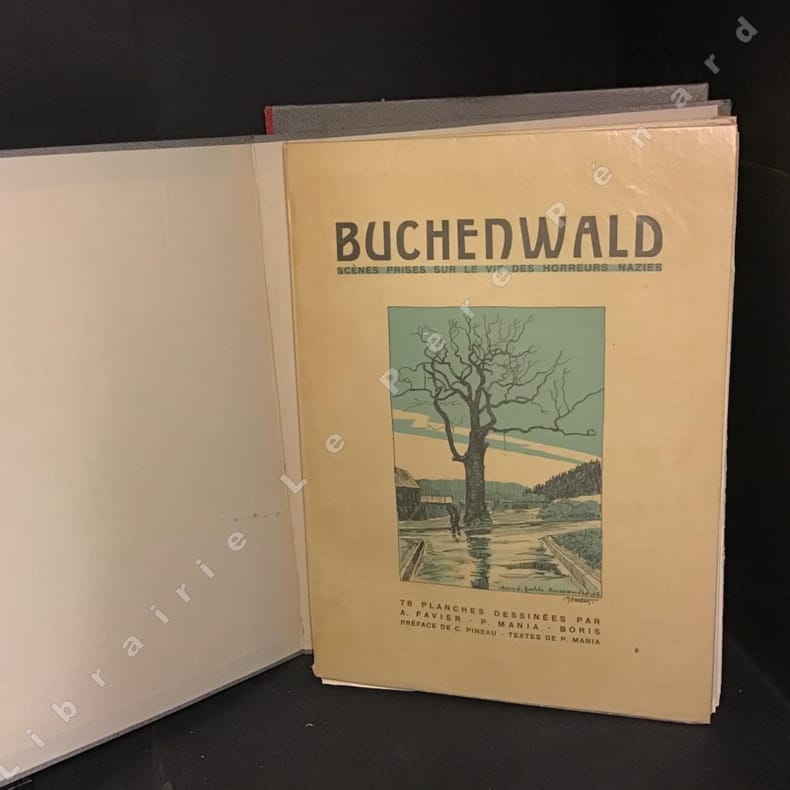 BUCHENWALD
SCÈNES PRISES SUR LE VIF DES HORREURS NAZIES
78 PLANCHES DESSINÉES PAR
A. FAVIER · P. MANIA · BORIS
PRÉFACE DE C. PINEAU · TEXTES DE P. MANIA
Librairie Le Père Pénard